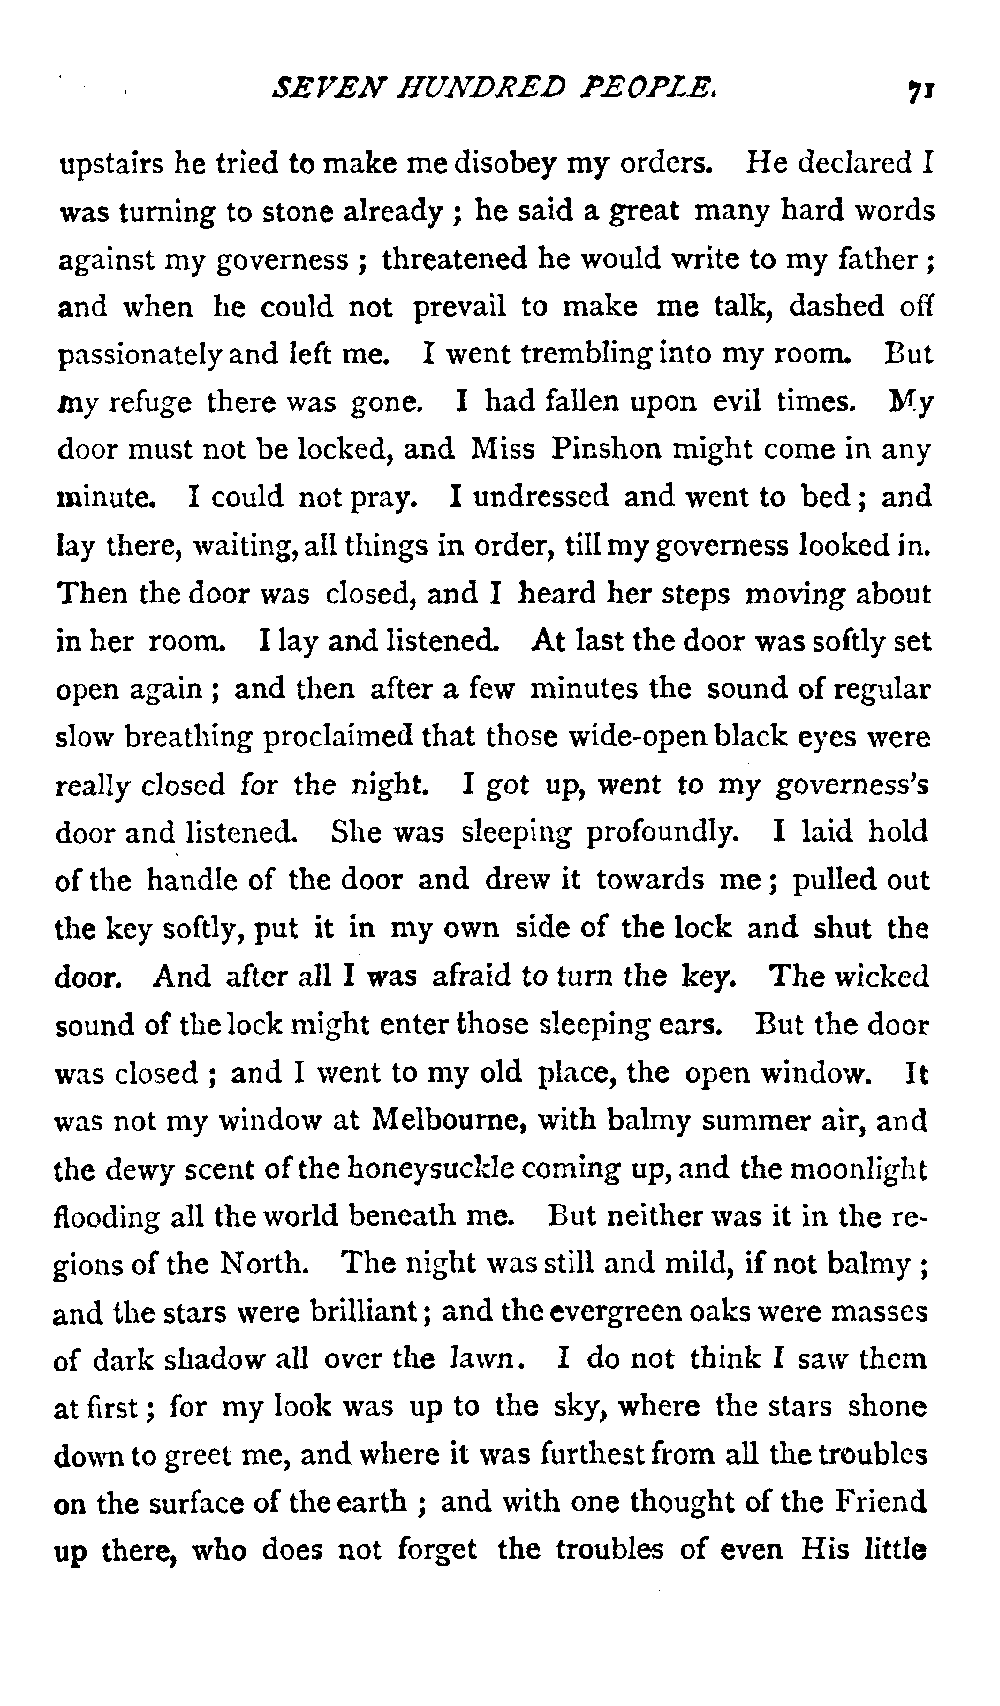 SEVEN HUNDRED PEOPLE. 71
upstairs he tried to make me disobey my orders. He declared I
was turning to stone already ; he said a great many hard words
against my governess ; threatened he would write to my father ;
and when he could not prevail to make me talk, dashed off
passionately and left me. I went trembling into my room. But
my refuge there was gone. I had fallen upon evil times. My
door must not be locked, and Miss Pinshon might come in any
minute. I could not pray. I undressed and went to bed ; and
lay there, waiting, all things in order, till my governess looked in.
Then the door was closed, and I heard her steps moving about
in her room. I lay and listened. At last the door was softly set
open again ; and then after a few minutes the sound of regular
slow breathing proclaimed that those wide-open black eyes were
really closed for the night. I got up, went to my governess's
door and listened. She was sleeping profoundly. I laid hold
of the handle of the door and drew it towards me ; pulled out
the key softly, put it in my own side of the lock and shut the
door. And after all I was afraid to turn the key. The wicked
sound of the lock might enter those sleeping ears. But the door
was closed ; and I went to my old place, the open window. It
was not my window at Melbourne, with balmy summer air, and
the dewy scent of the honeysuckle coming up, and the moonlight
flooding all the world beneath me. But neither was it in the re-
gions of the North. The night was still and mild, if not balmy ;
and the stars were brilliant ; and the evergreen oaks were masses
of dark shadow all over the lawn. I do not think I saw them
at first ; for my look was up to the sky, where the stars shone
down to greet me, and where it was furthest from all the troubles
on the surface of the earth ; and with one thought of the Friend
up there, who does not forget the troubles of even His little